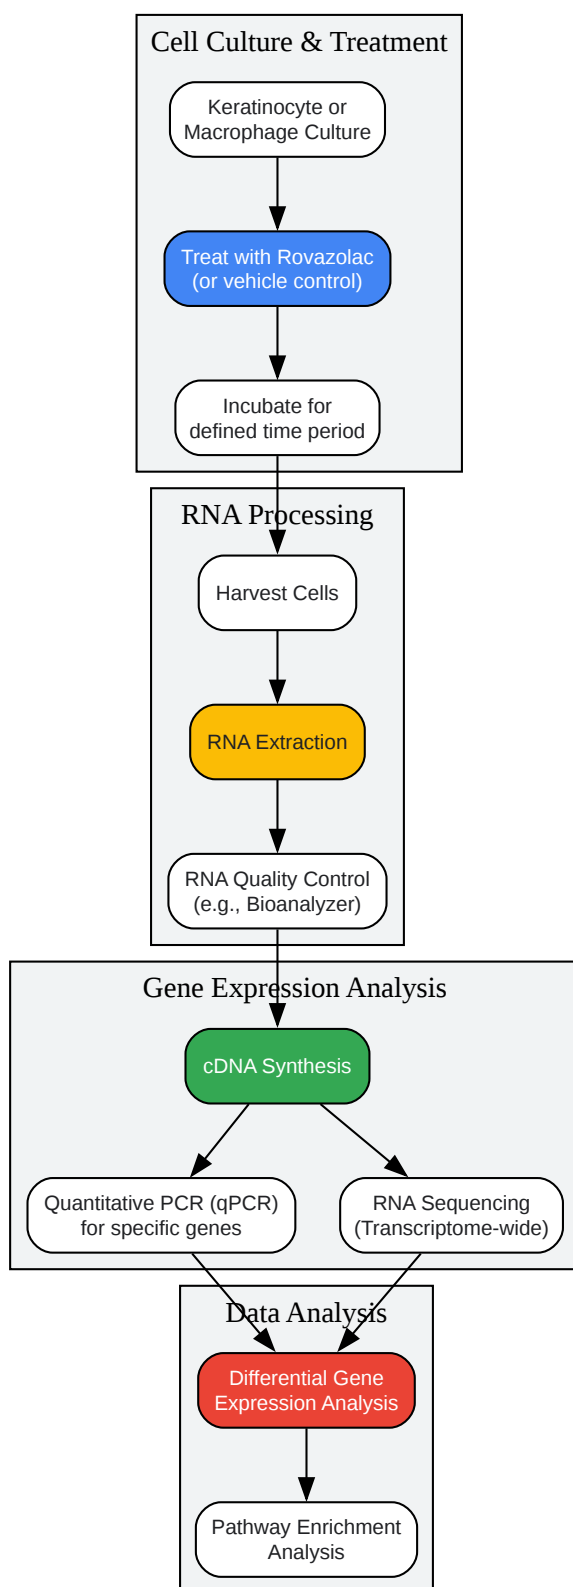 Cell Culture & Treatment
Keratinocyte or
Macrophage Culture
Treat with Rovazolac
(or vehicle control)
Incubate for
defined time period
RNA Processing
Harvest Cells
RNA Extraction
RNA Quality Control
(e.g., Bioanalyzer)
Gene Expression Analysis
cDNA Synthesis
Quantitative PCR (qPCR)
for specific genes
RNA Sequencing
(Transcriptome-wide)
Data Analysis
Differential Gene
Expression Analysis
Pathway Enrichment
Analysis